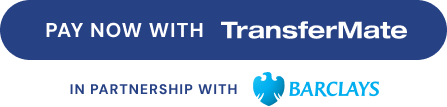 PAY NOW WITH TransferMate
IN PARTNERSHIP WITH BARCLAYS